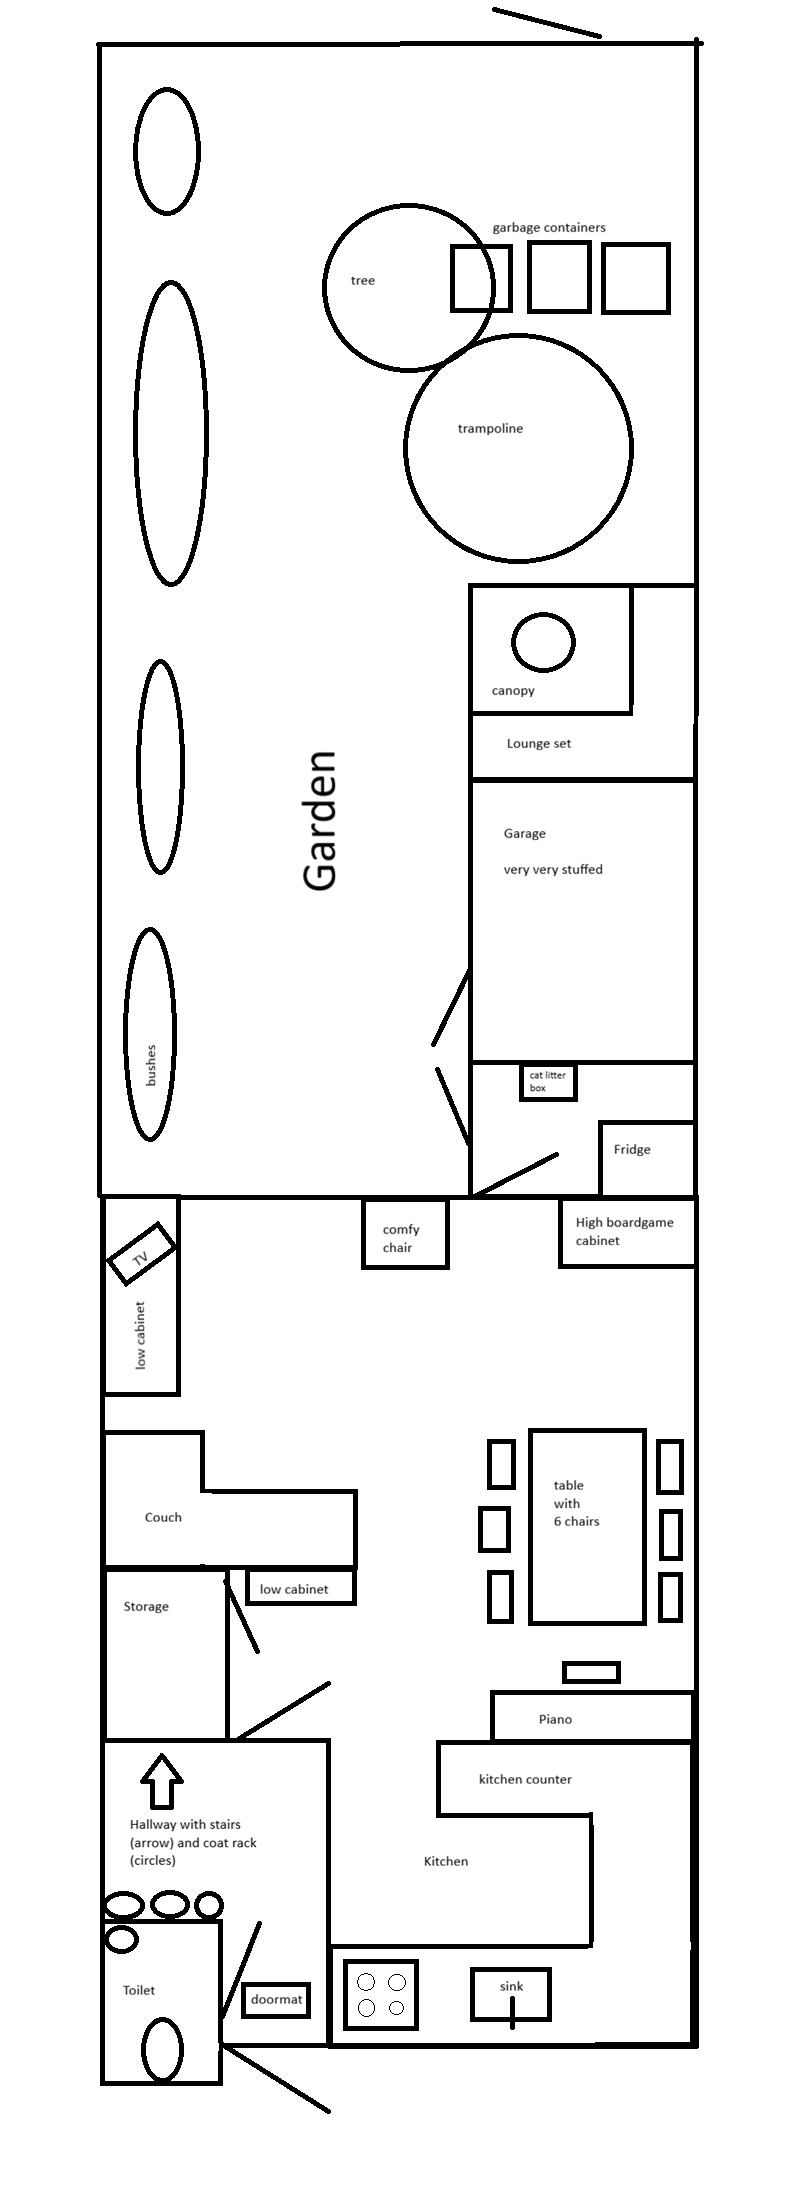 garbage containers
tree
trampoline
canopy
Lounge set
Garden
Garage
very very stuffed
bushes
cat litter
box
Fridge
comfy
chair
High boardgame
cabinet
TV
low cabinet
table
with
6 chairs
Couch
low cabinet
Storage
Piano
kitchen counter
Hallway with stairs
(arrow) and coat rack
(circles)
Kitchen
Toilet
doormat
sink